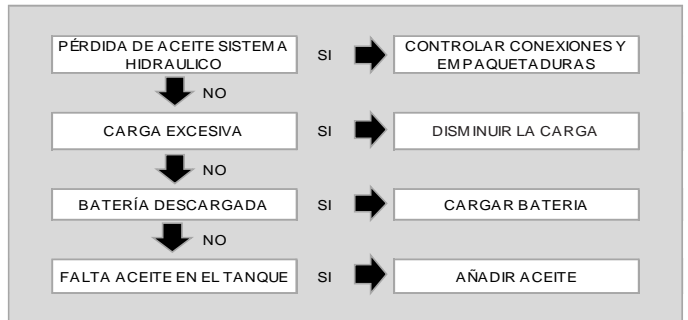 PÉRDIDA DE ACEITE SISTEMA
HIDRAULICO
SI
CONTROLAR CONEXIONES Y
EMPAQUETADURAS
NO
CARGA EXCESIVA
SI
DISMINUIR LA CARGA
NO
BATERÍA DESCARGADA
SI
CARGAR BATERIA
NO
FALTA ACEITE EN EL TANQUE
SI
AÑADIR ACEITE